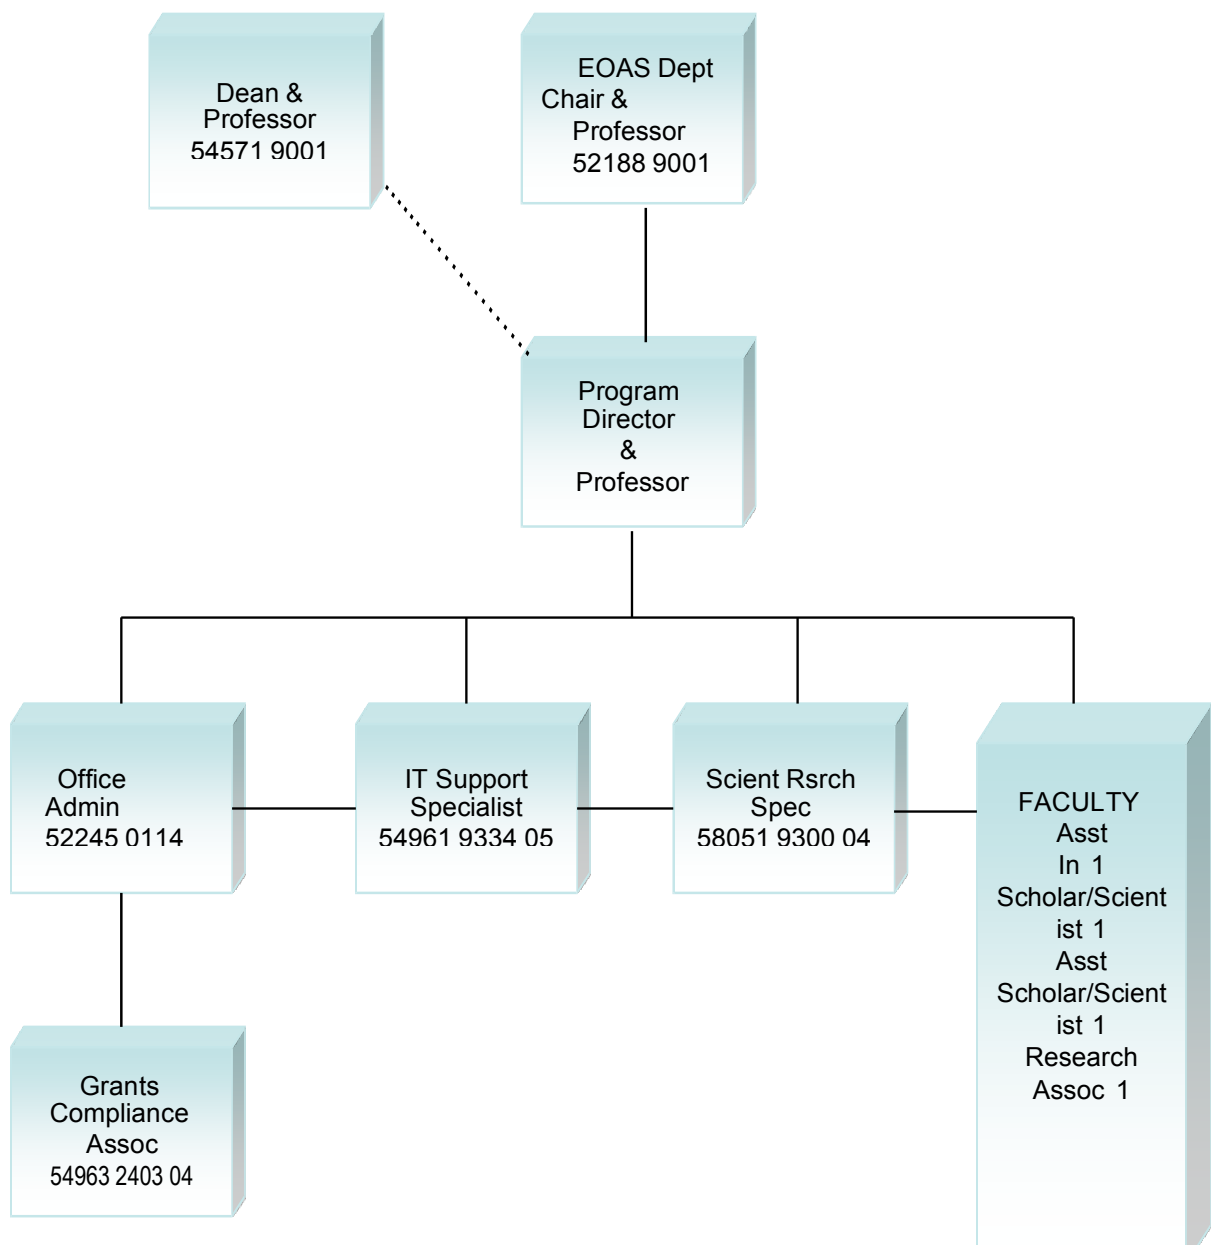 Dean &
Professor
54571 9001
EOAS Dept
Chair &
Professor
52188 9001
Program
Director
&
Professor
Office
Admin
52245 0114
IT Support
Specialist
54961 9334 05
Scient Rsrch
Spec
58051 9300 04
FACULTY
Asst
In 1
Scholar/Scient
ist 1
Asst
Scholar/Scient
ist 1
Research
Assoc 1
Grants
Compliance
Assoc
54963 2403 04